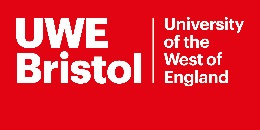 UWE
Bristol
University
of the
West of
England